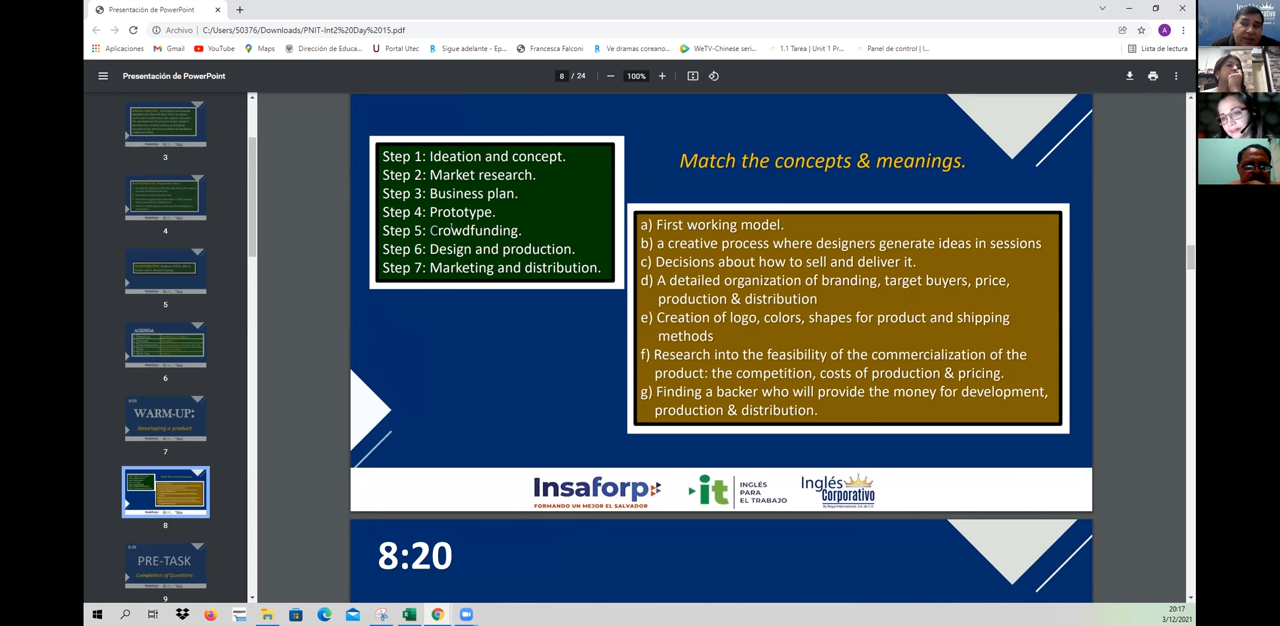 Presentación de PowerPoint
Archivo
C:/Users/50376/Downloads/PNIT-Int2%20Day%2015.pdf
A
Aplicaciones
Gmail
YouTube
Maps
Dirección de Educa...
Portal Utec
Sigue adelante - Ep...
Francesca Falconi
Ve dramas coreano...
WeTV-Chinese seri...
1.1 Tarea | Unit 1 Pr...
Panel de control | I...
Lista de lectura
Presentación de PowerPoint
8 / 24
100%
3
4
5
AGENDA
6
WARM-UP:
Developing a product
7
8
PRE-TASK
Completion of Questions
9
Step 1: Ideation and concept.
Step 2: Market research.
Step 3: Business plan.
Step 4: Prototype.
Step 5: Crowdfunding.
Step 6: Design and production.
Step 7: Marketing and distribution.
Match the concepts & meanings.
a) First working model.
b) a creative process where designers generate ideas in sessions
c) Decisions about how to sell and deliver it.
d) A detailed organization of branding, target buyers, price,
production & distribution
e) Creation of logo, colors, shapes for product and shipping
methods
f) Research into the feasibility of the commercialization of the
product: the competition, costs of production & pricing.
g) Finding a backer who will provide the money for development,
production & distribution.
Insaforp
FORMANDO UN MEJOR EL SALVADOR
it
INGLÉS
PARA
EL TRABAJO
Inglés
Corporativo
8:20
20:17
3/12/2021